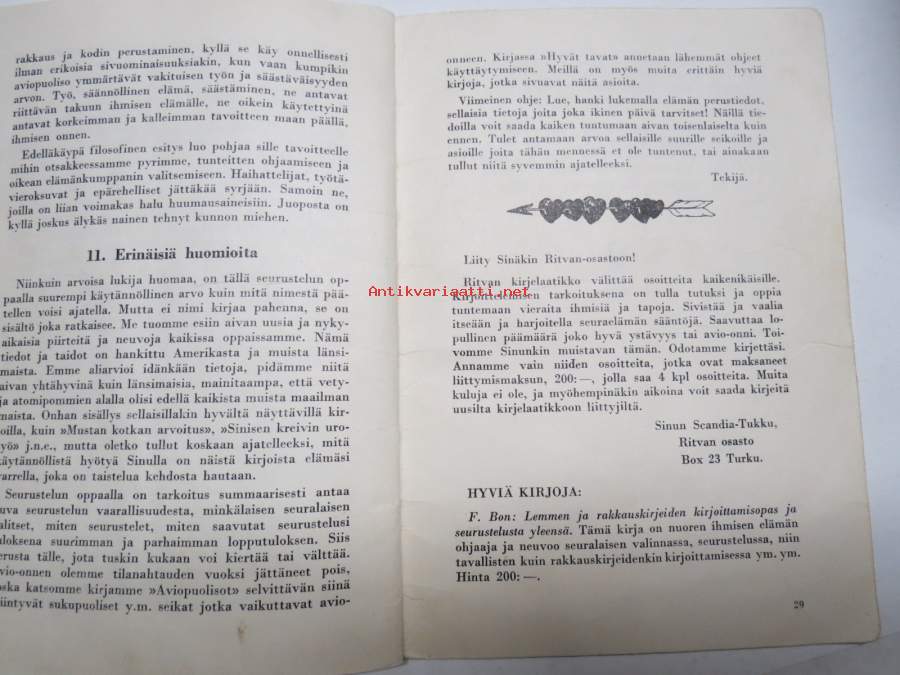 rakkaus ja kodin perustaminen, kyllä se käy onnellisesti
ilman erikoisia sivuominaisuuksiakin, kun vaan kumpikin
aviopuoliso ymmärtävät vakituisen työn ja säästäväisyyden
arvon. Työ, säännöllinen elämä, säästäminen, ne antavat
riittävän takuun ihmisen elämälle, ne oikein käytettyinä
antavat korkeimman ja kalleimman tavoitteen maan päällä,
ihmisen onnen.
Edelläkäypä filosofinen esitys luo pohjaa sille tavoitteelle
mihin otsakkeessamme pyrimme, tunteitten ohjaamiseen ja
oikean elämänkumppanin valitsemiseen. Haihattelijat, työtä-
vieroksuvat ja epärehelliset jättäkää syrjään. Samoin ne,
joilla on liian voimakas halu huumausaineisiin. Juoposta on
kyllä joskus älykäs nainen tehnyt kunnon miehen.
11. Erinäisiä huomioita
Niinkuin arvoisa lukija huomaa, on tällä seurustelun op-
paalla suurempi käytännöllinen arvo kuin mitä nimestä pää-
tellen voisi ajatella. Mutta ei nimi kirjaa pahenna, se on
sisältö joka ratkaisee. Me tuomme esiin aivan uusia ja nyky-
aikaisia piirteitä ja neuvoja kaikissa oppaissamme. Nämä
tiedot ja taidot on hankittu Amerikasta ja muista länsi-
maista. Emme aliarvioi idänkään tietoja, pidämme niitä
aivan yhtähyvinä kuin länsimaisia, mainitaampa, että vety-
ja atomipommien alalla olisi edellä kaikista muista maailman
maista. Onhan sisällys sellaisillakin hyvältä näyttävillä kir-
joilla, kuin »Mustan kotkan arvoitus», »Sinisen kreivin uro-
työ» j.n.e., mutta oletko tullut koskaan ajatelleeksi, mitä
käytännöllistä hyötyä Sinulla on näistä kirjoista elämäsi
varrella, joka on taistelua kehdosta hautaan.
Seurustelun oppaalla on tarkoitus summaarisesti antaa
kuva seurustelun vaarallisuudesta, minkälaisen seuralaisen
valitset, miten seurustelet, miten saavutat seurustelusi
tuloksena suurimman ja parhaimman lopputuloksen. Siis
perusta tälle, jota tuskin kukaan voi kiertää tai välttää.
Avio-onnen olemme tilanahtauden vuoksi jättäneet pois,
koska katsomme kirjamme »Aviopuolisot» selvittävän siinä
esiintyvät sukupuoliset y.m. seikat jotka vaikuttavat avio-
onneen. Kirjassa »Hyvät tavat» annetaan lähemmät ohjeet
käyttäytymiseen. Meillä on myös muita erittäin hyviä
kirjoja, jotka sivuavat näitä asioita.
Viimeinen ohje: Lue, hanki lukemalla elämän perustiedot,
sellaisia tietoja joita joka ikinen päivä tarvitset! Näillä tie-
doilla voit saada kaiken tuntumaan aivan toisenlaiselta kuin
ennen. Tulet antamaan arvoa sellaisille suurille seikoille ja
asioille joita tähän mennessä et ole tuntenut, tai ainakaan
tullut niitä syvemmin ajatelleeksi.
Tekijä.
Liity Sinäkin Ritvan-osastoon!
Ritvan kirjelaatikko välittää osoitteita kaikenikäisille.
Kirjoittelemisen tarkoituksena on tulla tutuksi ja oppia
tuntemaan vieraita ihmisiä ja tapoja. Sivistää ja vaalia
itseään ja harjoitella seuraelämän sääntöjä. Saavuttaa lo-
pullinen päämäärä joko hyvä ystävyys tai avio-onni. Toi-
vomme Sinunkin muistavan tämän. Odotamme kirjettäsi.
Annamme vain niiden osoitteita, jotka ovat maksaneet
liittymismaksun, 200:—, jolla saa 4 kpl osoitteita. Muita
kuluja ei ole, ja myöhempinäkin aikoina voit saada kirjeitä
uusilta kirjelaatikkoon liittyjiltä.
Sinun Scandia-Tukku,
Ritvan osasto
Box 23 Turku.
HYVIÄ KIRJOJA:
F. Bon: Lemmen ja rakkauskirjeiden kirjoittamisopas ja
seurustelusta yleensä. Tämä kirja on nuoren ihmisen elämän
ohjaaja ja neuvoo seuralaisen valinnassa, seurustelussa, niin
tavallisten kuin rakkauskirjeidenkin kirjoittamisessa ym. ym.
Hinta 200:—.
29
Antikvariaatti.net